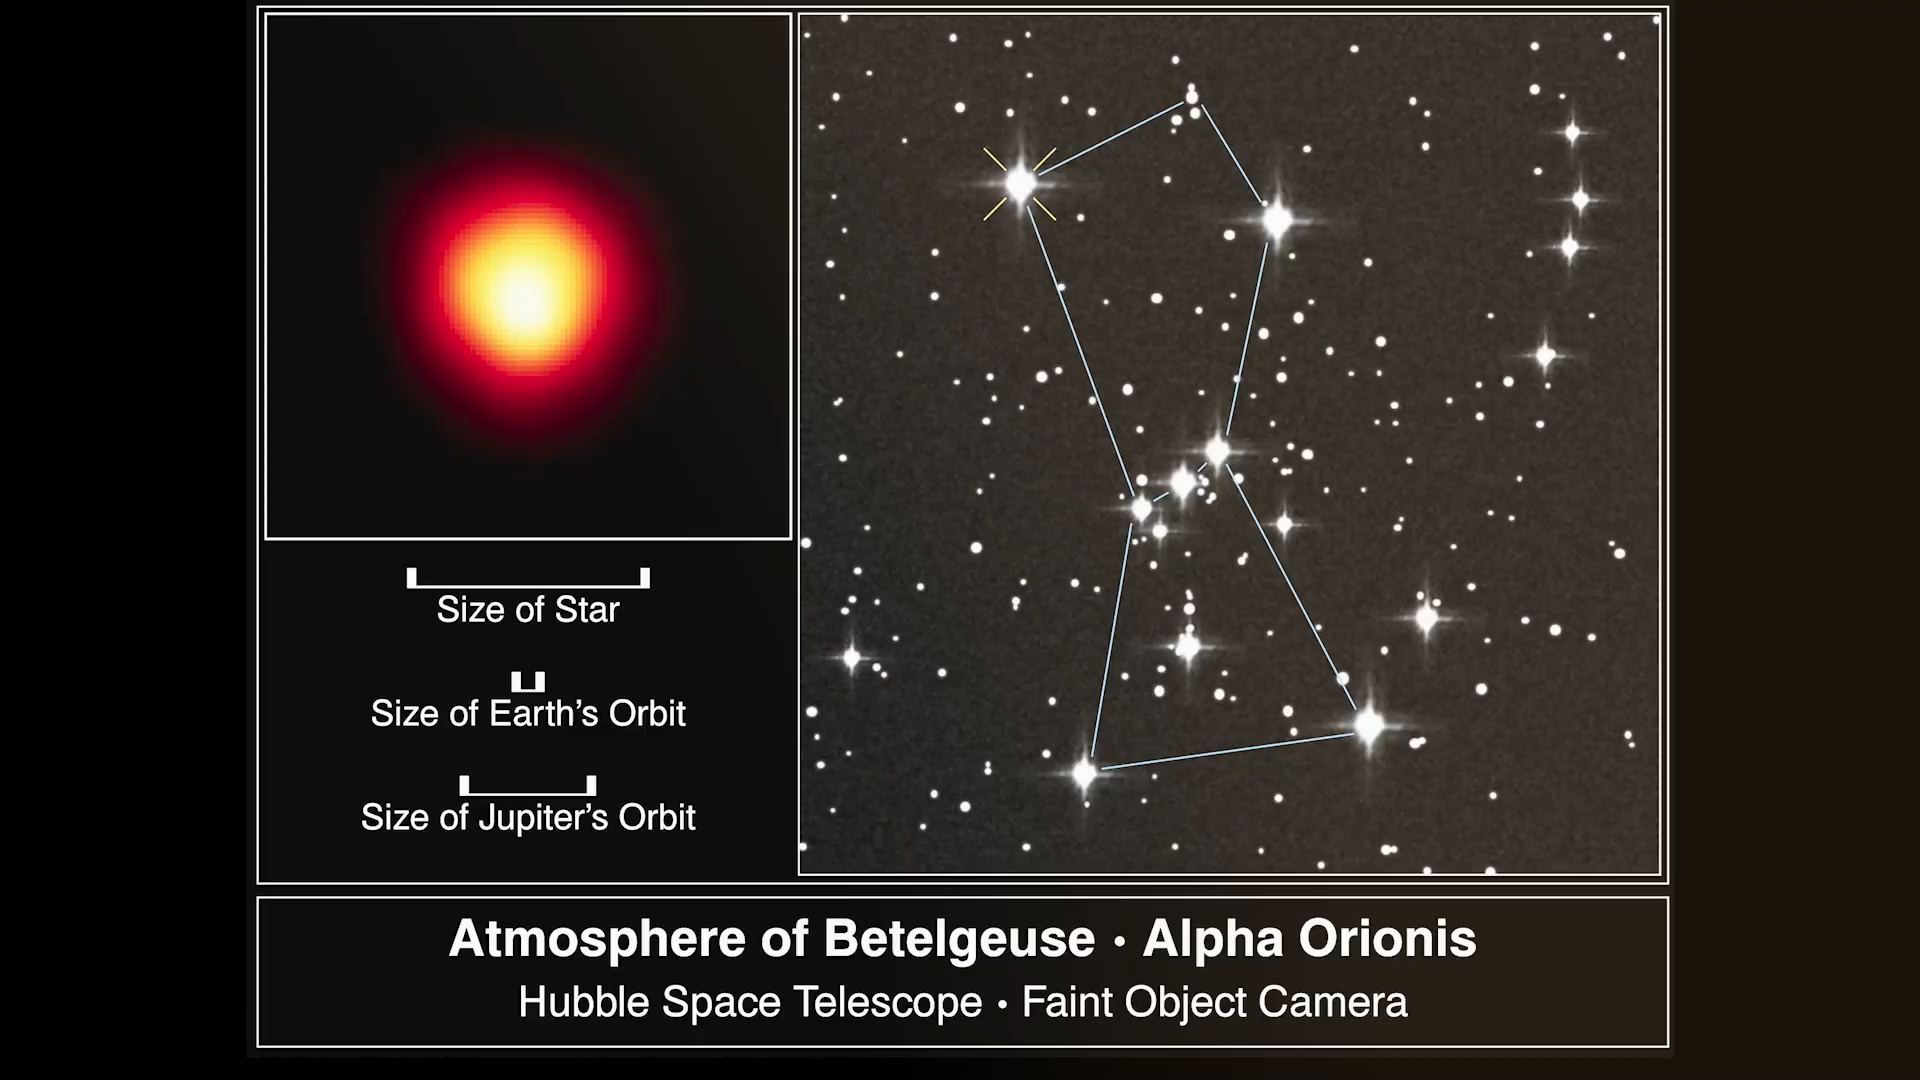 Size of Star
Size of Earth’s Orbit
Size of Jupiter’s Orbit
Atmosphere of Betelgeuse • Alpha Orionis
Hubble Space Telescope • Faint Object Camera